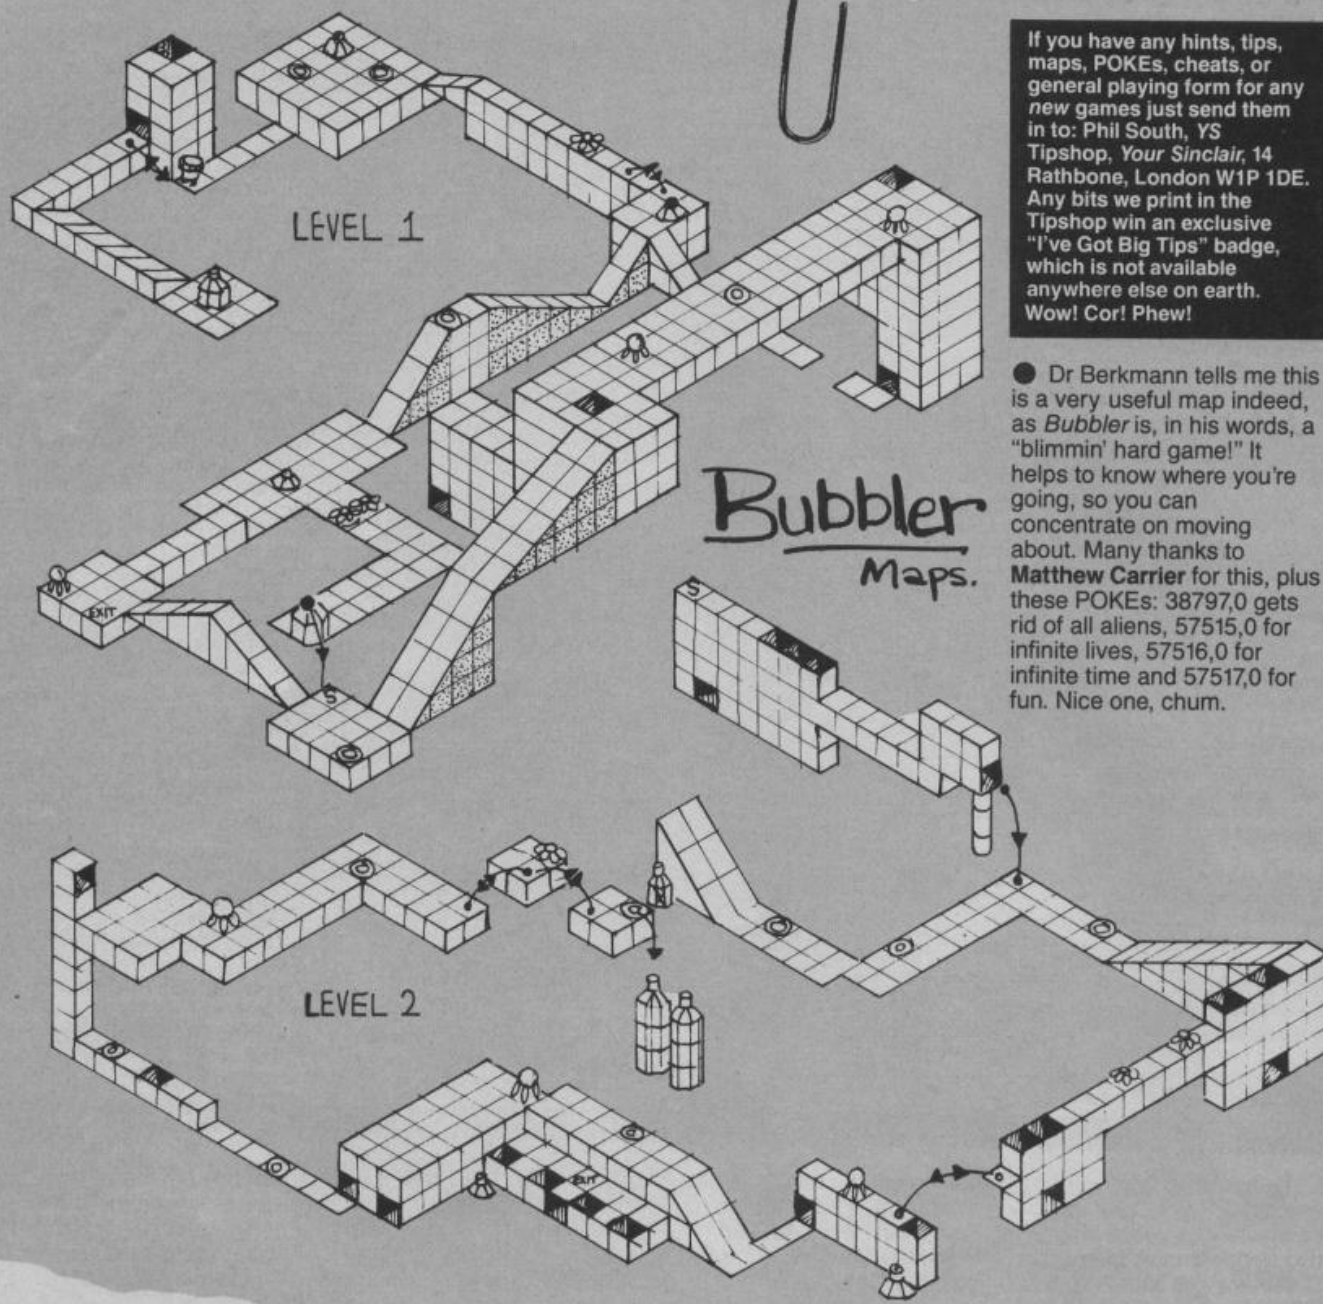 If you have any hints, tips,
maps, POKEs, cheats, or
general playing form for any
new games just send them
in to: Phil South, YS
Tipshop, Your Sinclair, 14
Rathbone, London W1P 1DE.
Any bits we print in the
Tipshop win an exclusive
"I've Got Big Tips" badge,
which is not available
anywhere else on earth.
Wow! Cor! Phew!
LEVEL 1
● Dr Berkmann tells me this
is a very useful map indeed,
as Bubbler is, in his words, a
"blimmin' hard game!" It
helps to know where you're
going, so you can
concentrate on moving
about. Many thanks to
Matthew Carrier for this, plus
these POKEs: 38797,0 gets
rid of all aliens, 57515,0 for
infinite lives, 57516,0 for
infinite time and 57517,0 for
fun. Nice one, chum.
Bubbler
Maps.
S
EXIT
S
LEVEL 2
EXIT